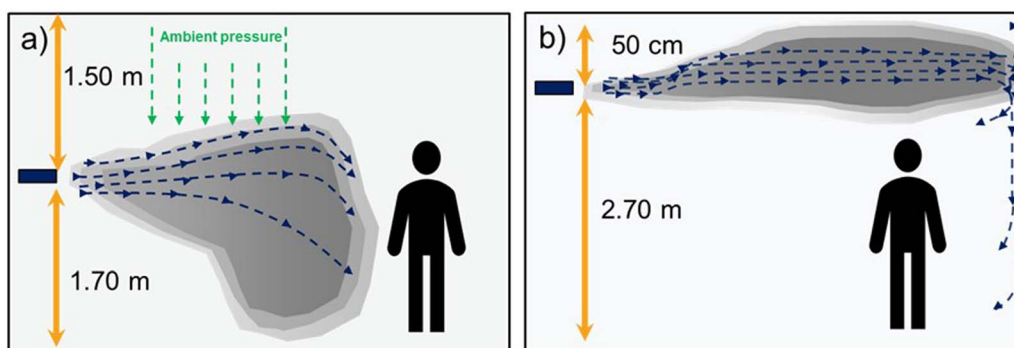 a)
Ambient pressure
1.50 m
1.70 m
b)
50 cm
2.70 m